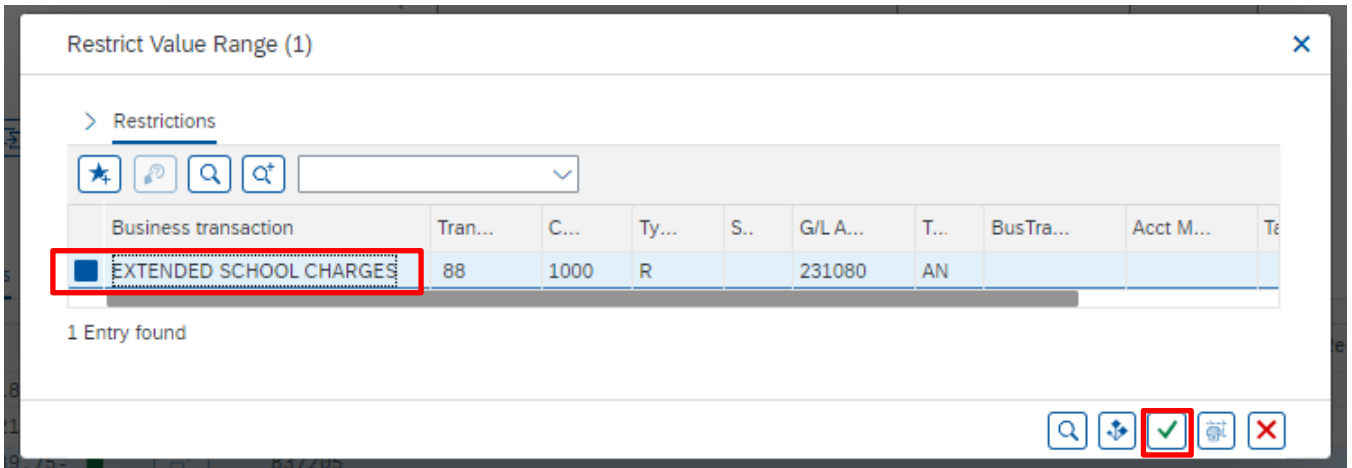 Restrict Value Range (1)
Restrictions
Business transaction Tran... C... Ty... S.. G/L A... T... BusTra... Acct M... Ta
EXTENDED SCHOOL CHARGES 88 1000 R 231080 AN
1 Entry found